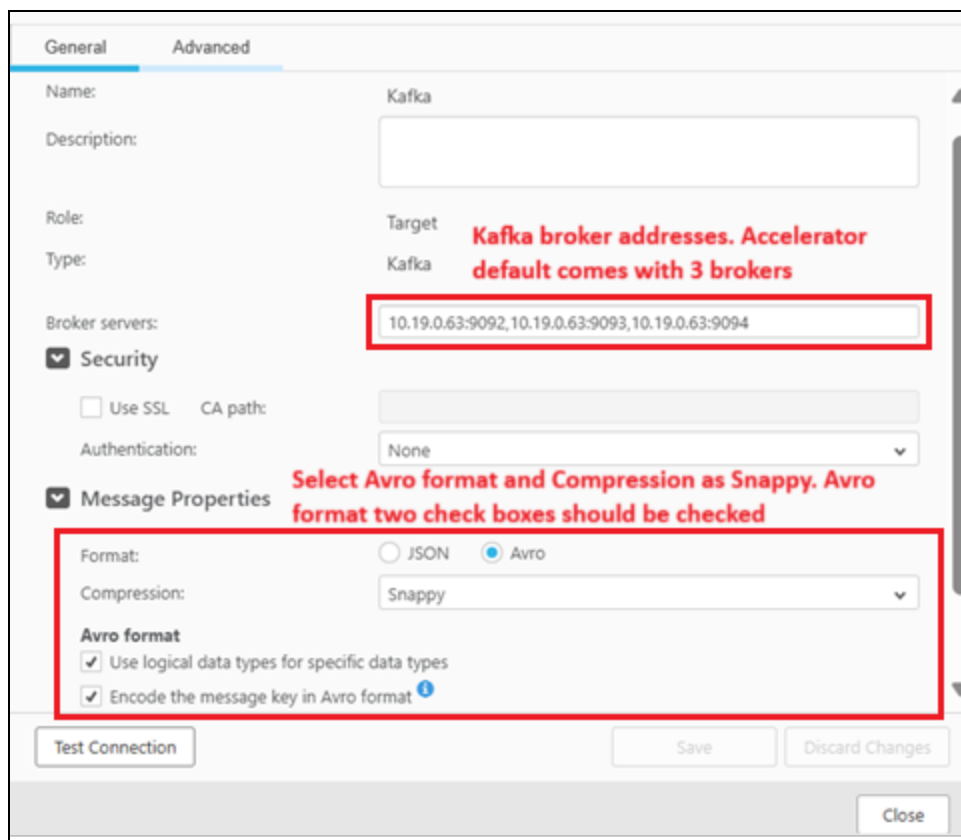 General Advanced
Name: Kafka
Description:
Role: Target
Kafka broker addresses. Accelerator
default comes with 3 brokers
Type: Kafka
Broker servers: 10.19.0.63:9092,10.19.0.63:9093,10.19.0.63:9094
Security
Use SSL CA path:
Authentication: None
Select Avro format and Compression as Snappy. Avro
format two check boxes should be checked
Message Properties
Format: JSON Avro
Compression: Snappy
Avro format
Use logical data types for specific data types
Encode the message key in Avro format
Test Connection Save Discard Changes
Close